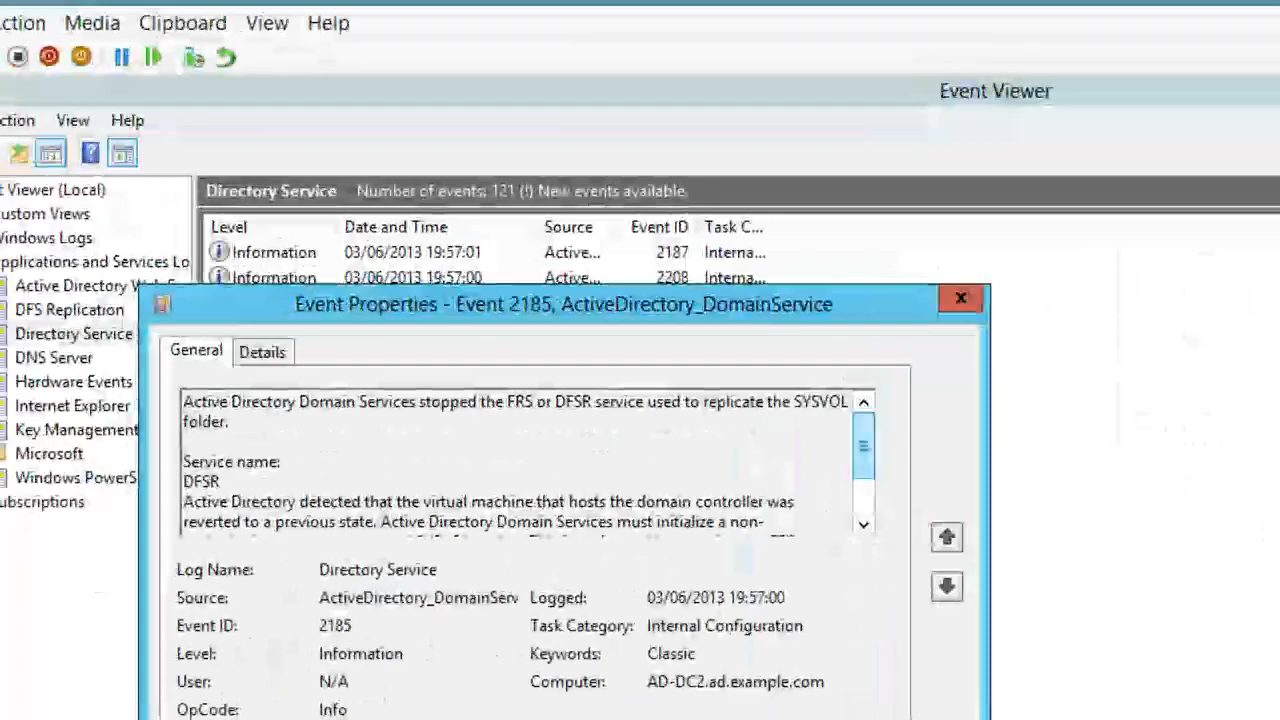 ction Media Clipboard View Help
Event Viewer
ction View Help
t Viewer (Local)
ustom Views
Vindows Logs
pplications and Services Lo
Active Directory W
DFS Replication
Directory Service
DNS Server
Hardware Events
Internet Explorer
Key Management
Microsoft
Windows PowerS
ubscriptions
Directory Service Number of events: 121 (!) New events available
Level Date and Time Source Event ID Task C...
Information 03/06/2013 19:57:01 Active... 2187 Interna...
Information 03/06/2013 19:57:00 Active... 2208 Interna...
Event Properties - Event 2185, ActiveDirectory_DomainService
x
General Details
Active Directory Domain Services stopped the FRS or DFSR service used to replicate the SYSVOL
folder.
Service name:
DFSR
Active Directory detected that the virtual machine that hosts the domain controller was
reverted to a previous state. Active Directory Domain Services must initialize a non-
Log Name: Directory Service
Source: ActiveDirectory_DomainServ Logged: 03/06/2013 19:57:00
Event ID: 2185 Task Category: Internal Configuration
Level: Information Keywords: Classic
User: N/A Computer: AD-DC2.ad.example.com
OpCode: Info